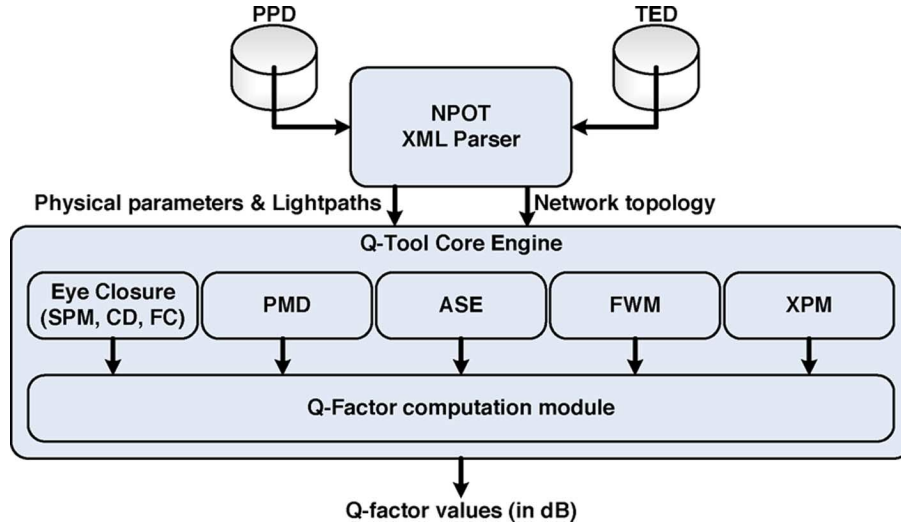 PPD
TED
NPOT
XML Parser
Physical parameters & Lightpaths
Network topology
Q-Tool Core Engine
Eye Closure
(SPM, CD, FC)
PMD
ASE
FWM
XPM
Q-Factor computation module
Q-factor values (in dB)